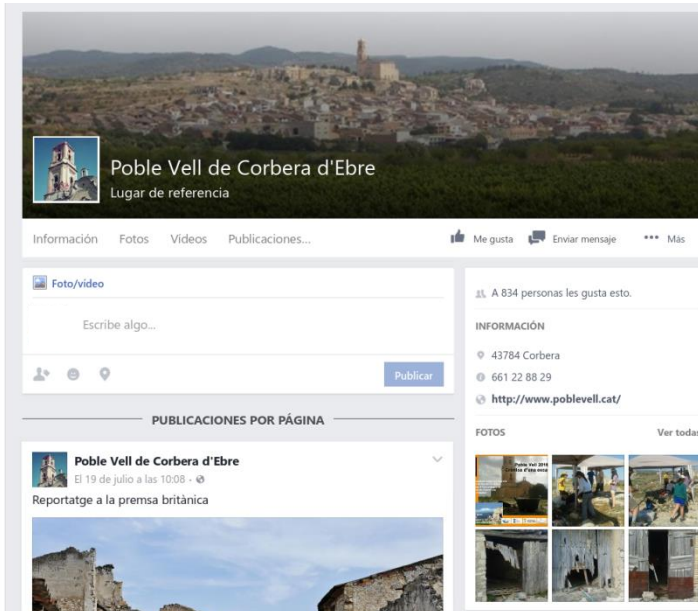 Poble Vell de Corbera d'Ebre
Lugar de referencia
Información Fotos Vídeos Publicaciones... Me gusta Enviar mensaje ••• Más
Foto/vídeo
Escribe algo...
Publicar
PUBLICACIONES POR PÁGINA
Poble Vell de Corbera d'Ebre
El 19 de julio a las 10:08 ·
Reportatge a la premsa britànica
A 834 personas les gusta esto.
INFORMACIÓN
43784 Corbera
661 22 88 29
http://www.poblevell.cat/
FOTOS Ver todas